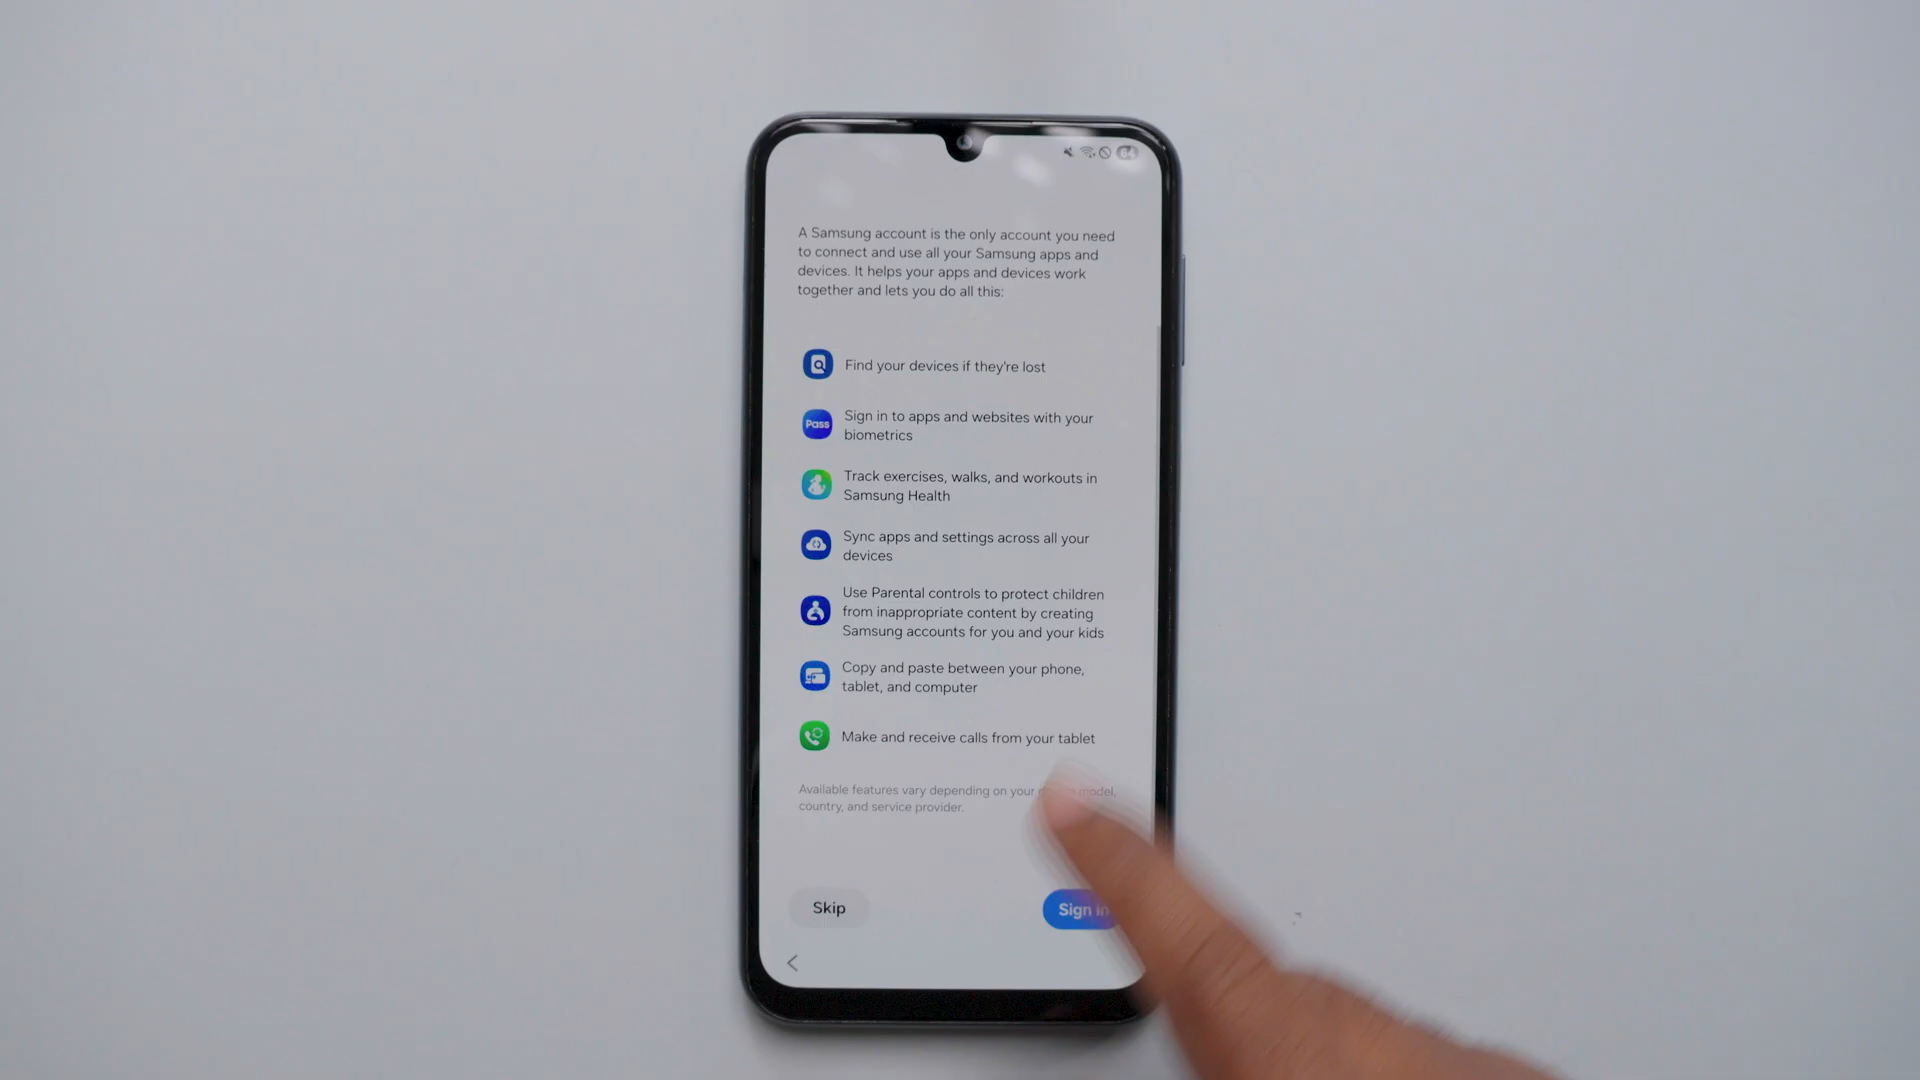 64
A Samsung account is the only account you need
to connect and use all your Samsung apps and
devices. It helps your apps and devices work
together and lets you do all this:
Find your devices if they're lost
Pass
Sign in to apps and websites with your
biometrics
Track exercises, walks, and workouts in
Samsung Health
Sync apps and settings across all your
devices
Use Parental controls to protect children
from inappropriate content by creating
Samsung accounts for you and your kids
Copy and paste between your phone,
tablet, and computer
Make and receive calls from your tablet
Available features vary depending on your model,
country, and service provider.
Skip
Sign in